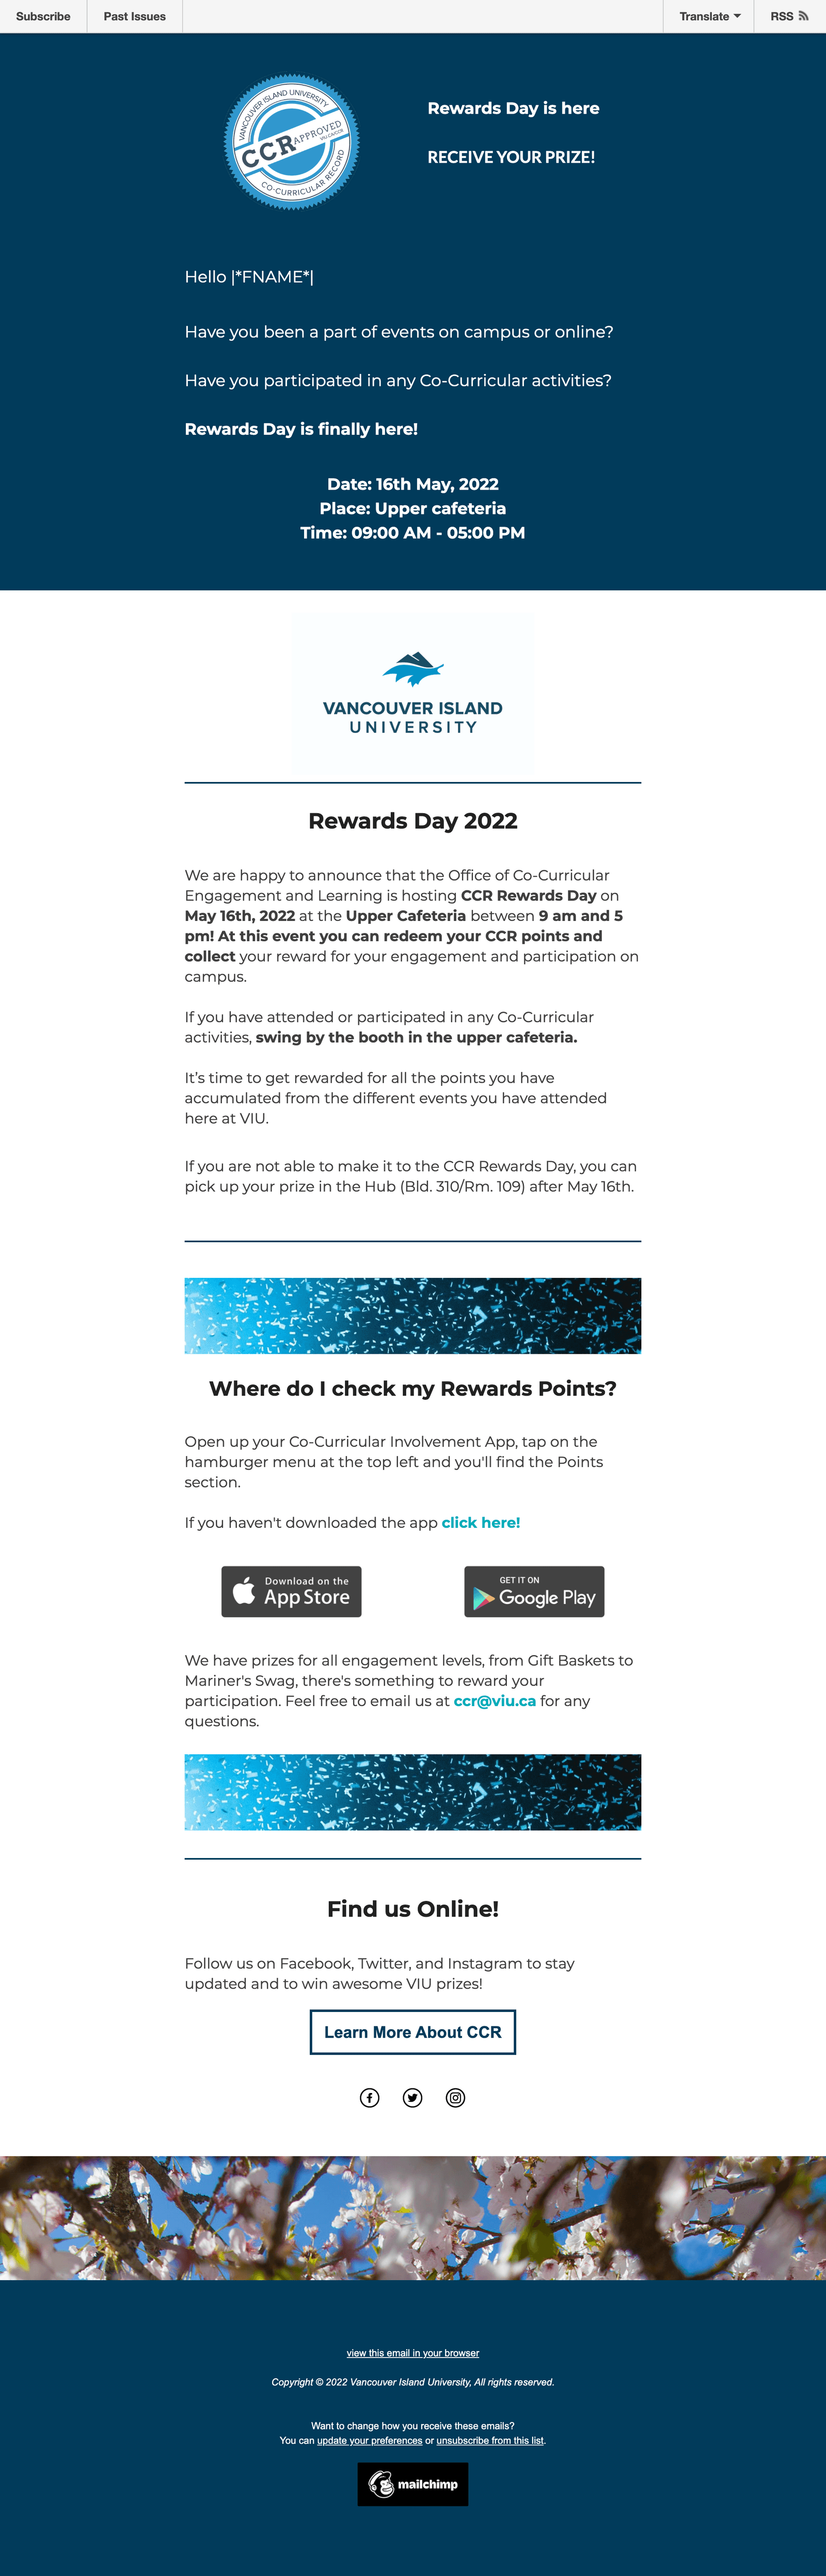 Subscribe
Past Issues
Translate
RSS
VANCOUVER ISLAND UNIVERSITY
CCR APPROVED
VIU.CA/CCR
CO-CURRICULAR RECORD
Rewards Day is here
RECEIVE YOUR PRIZE!
Hello |*FNAME*|
Have you been a part of events on campus or online?
Have you participated in any Co-Curricular activities?
Rewards Day is finally here!
Date: 16th May, 2022
Place: Upper cafeteria
Time: 09:00 AM - 05:00 PM
VANCOUVER ISLAND
UNIVERSITY
Rewards Day 2022
We are happy to announce that the Office of Co-Curricular
Engagement and Learning is hosting CCR Rewards Day on
May 16th, 2022 at the Upper Cafeteria between 9 am and 5
pm! At this event you can redeem your CCR points and
collect your reward for your engagement and participation on
campus.
If you have attended or participated in any Co-Curricular
activities, swing by the booth in the upper cafeteria.
It’s time to get rewarded for all the points you have
accumulated from the different events you have attended
here at VIU.
If you are not able to make it to the CCR Rewards Day, you can
pick up your prize in the Hub (Bld. 310/Rm. 109) after May 16th.
Where do I check my Rewards Points?
Open up your Co-Curricular Involvement App, tap on the
hamburger menu at the top left and you'll find the Points
section.
If you haven't downloaded the app click here!
Download on the
App Store
GET IT ON
Google Play
We have prizes for all engagement levels, from Gift Baskets to
Mariner's Swag, there's something to reward your
participation. Feel free to email us at ccr@viu.ca for any
questions.
Find us Online!
Follow us on Facebook, Twitter, and Instagram to stay
updated and to win awesome VIU prizes!
Learn More About CCR
view this email in your browser
Copyright © 2022 Vancouver Island University, All rights reserved.
Want to change how you receive these emails?
You can update your preferences or unsubscribe from this list.
mailchimp